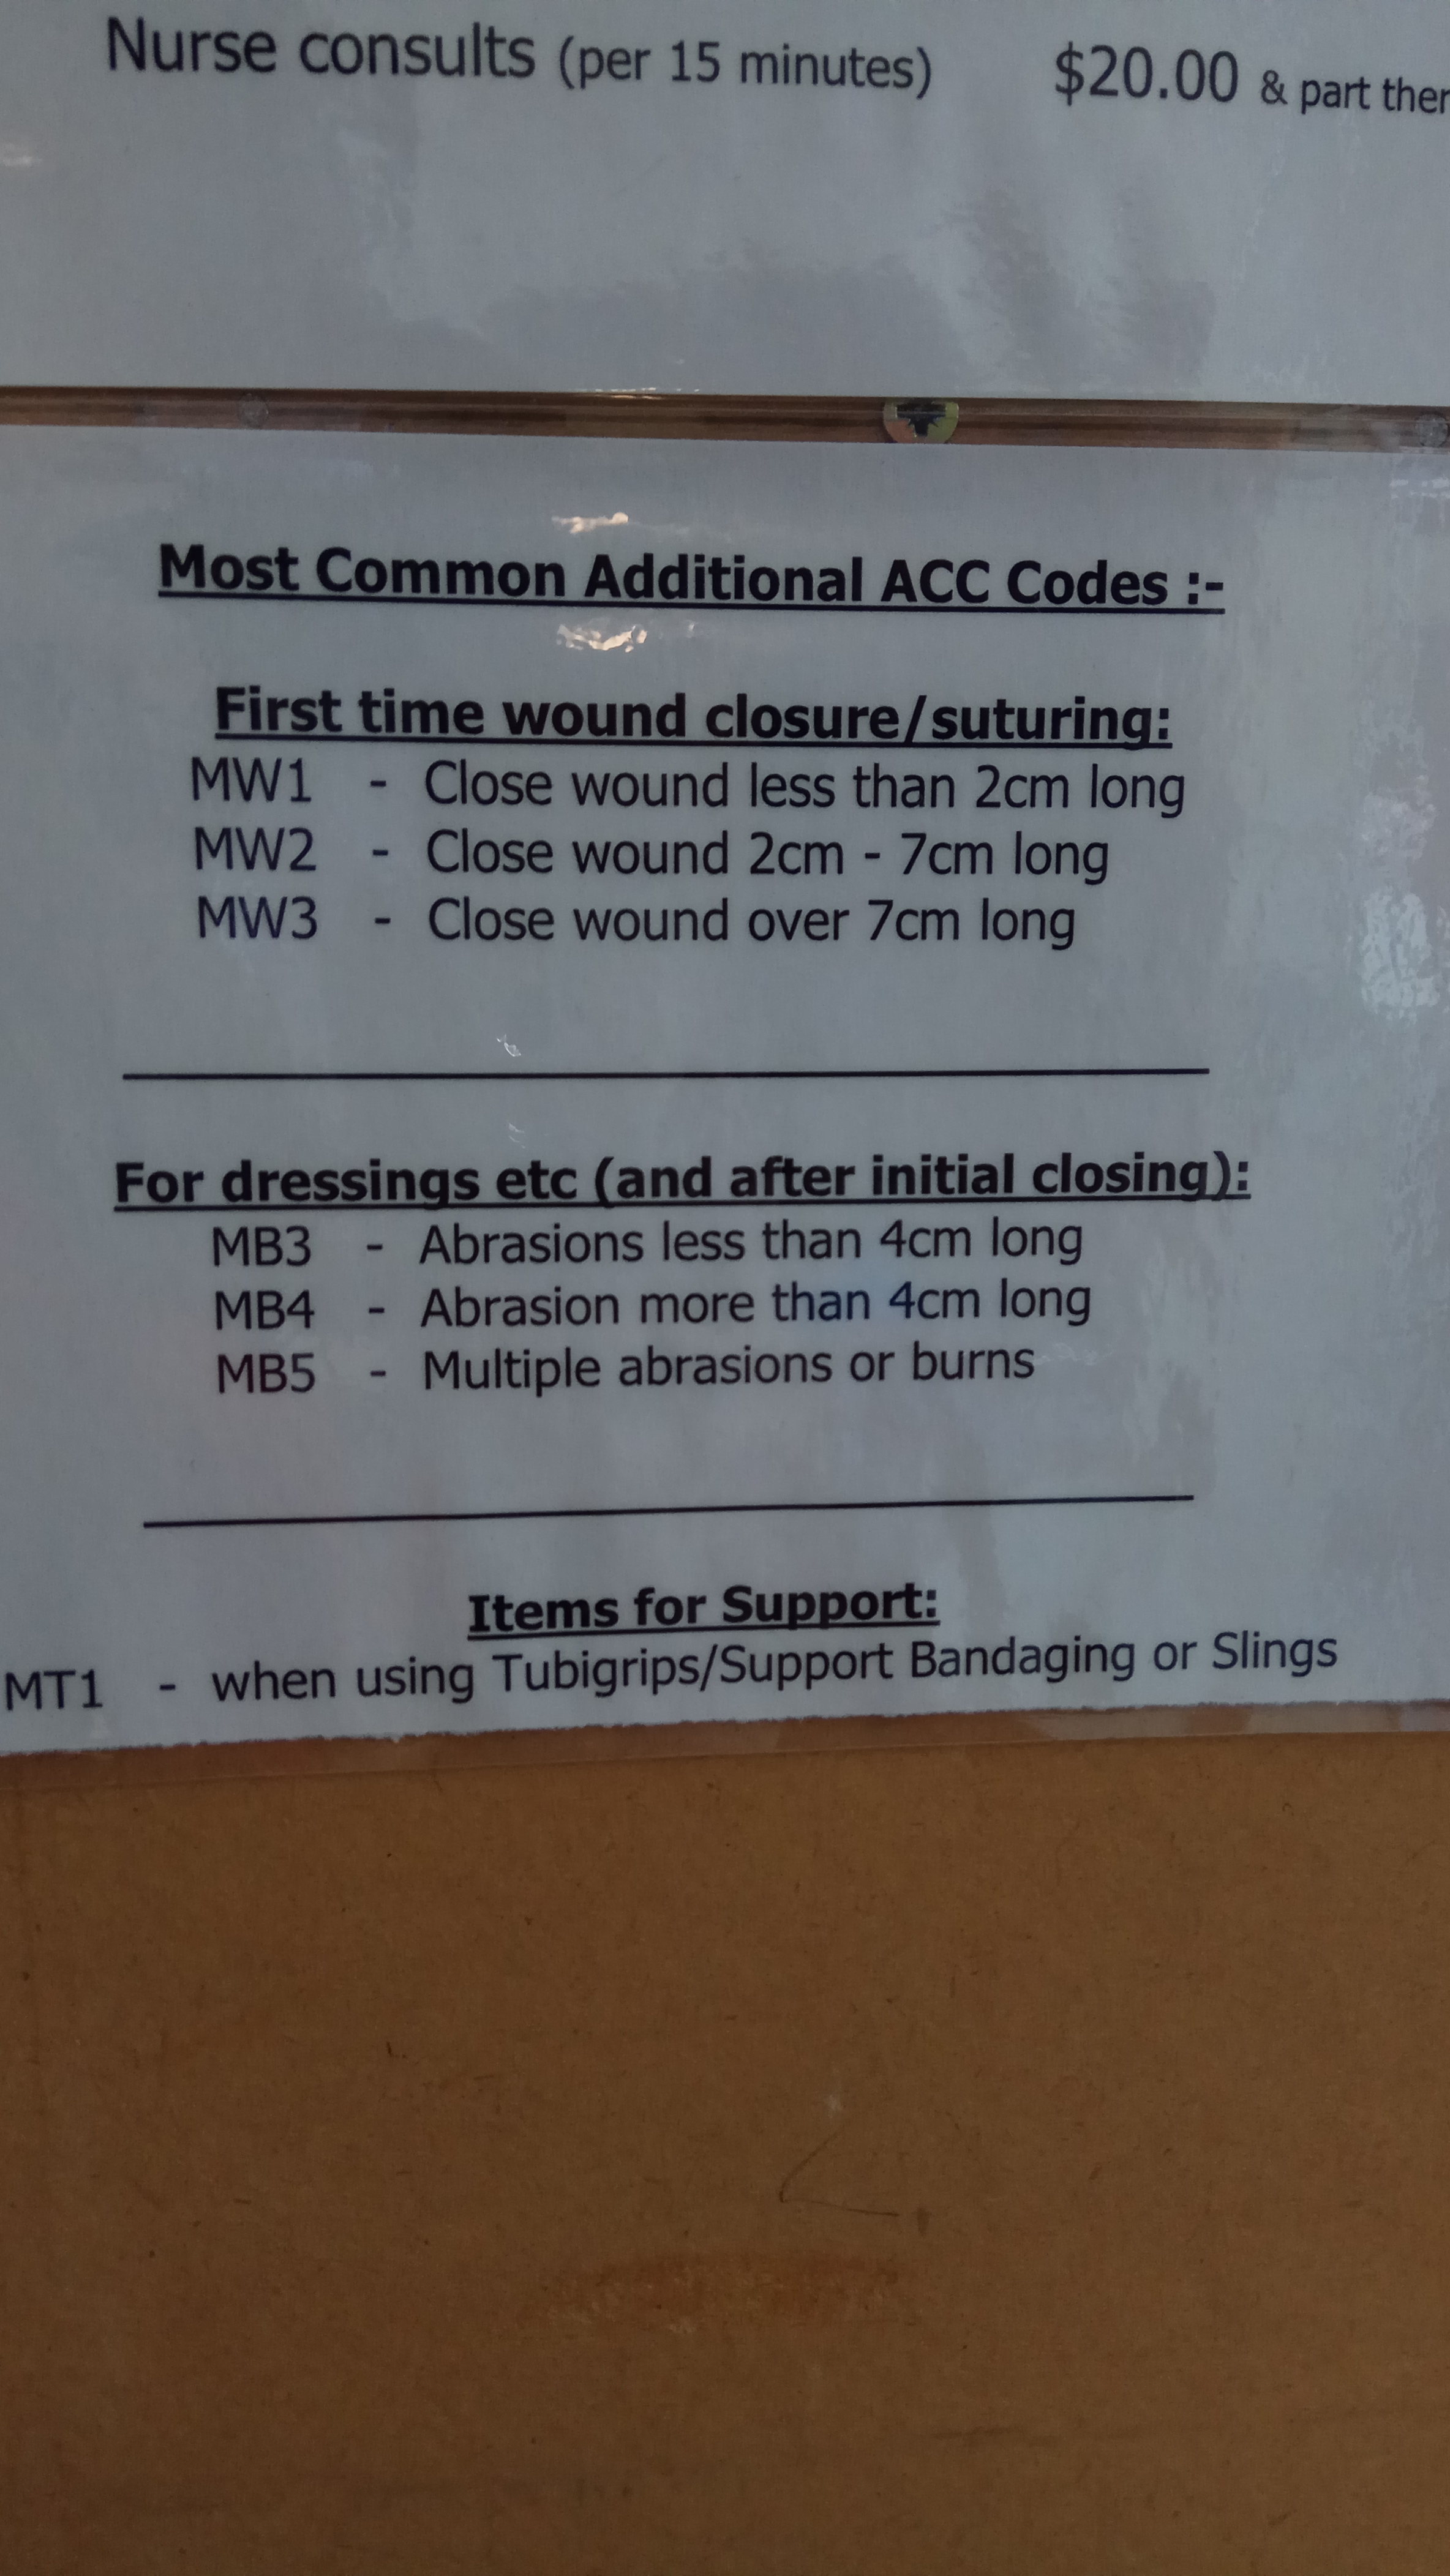 Nurse consults (per 15 minutes) $20.00 & part ther
Most Common Additional ACC Codes :-
First time wound closure/suturing:
MW1 - Close wound less than 2cm long
MW2 - Close wound 2cm - 7cm long
MW3 - Close wound over 7cm long
For dressings etc (and after initial closing):
MB3 - Abrasions less than 4cm long
MB4 - Abrasion more than 4cm long
MB5 - Multiple abrasions or burns
Items for Support:
MT1 - when using Tubigrips/Support Bandaging or Slings